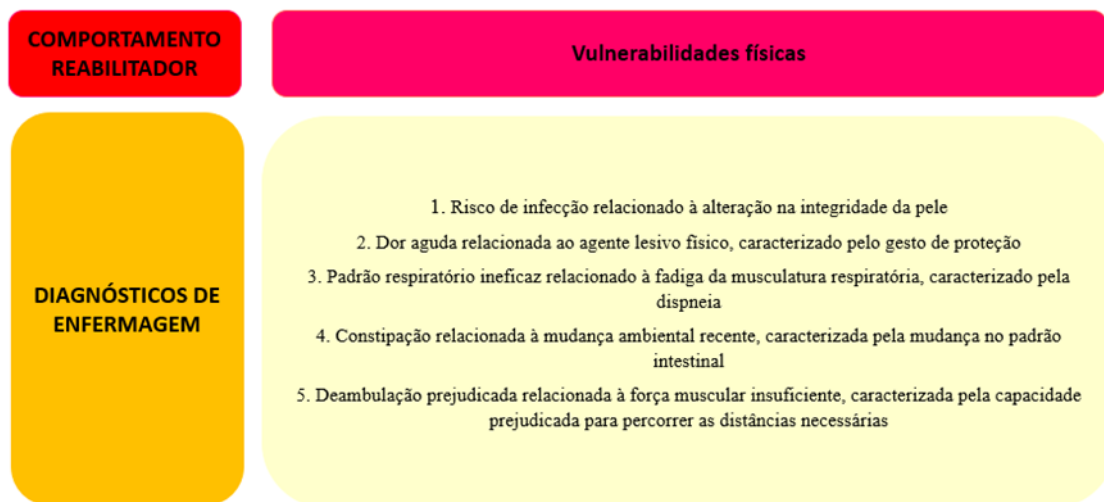 COMPORTAMENTO
REABILITADOR
Vulnerabilidades físicas
DIAGNÓSTICOS DE
ENFERMAGEM
1. Risco de infecção relacionado à alteração na integridade da pele
2. Dor aguda relacionada ao agente lesivo físico, caracterizado pelo gesto de proteção
3. Padrão respiratório ineficaz relacionado à fadiga da musculatura respiratória, caracterizado pela
dispneia
4. Constipação relacionada à mudança ambiental recente, caracterizada pela mudança no padrão
intestinal
5. Deambulação prejudicada relacionada à força muscular insuficiente, caracterizada pela capacidade
prejudicada para percorrer as distâncias necessárias